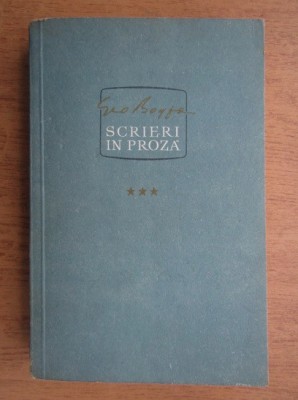 Geo Bogza
SCRIERI
IN PROZĂ
★★★